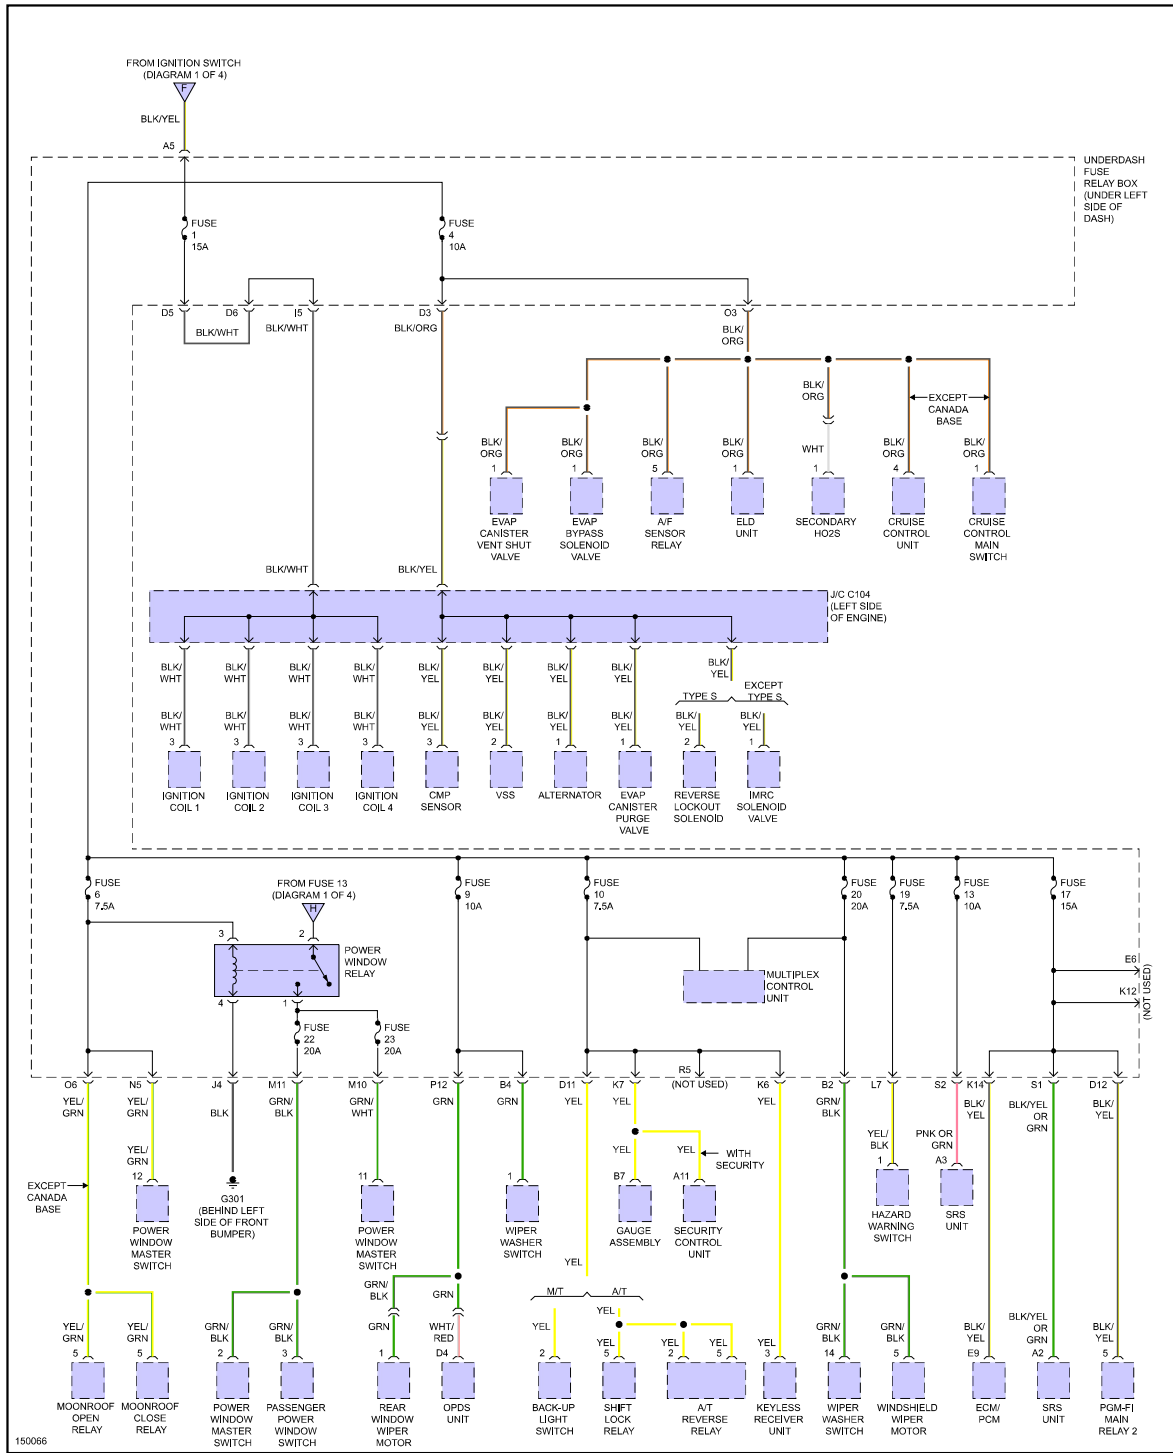 FROM IGNITION SWITCH
(DIAGRAM 1 OF 4)
F
BLK/YEL
A5
UNDERDASH
FUSE
RELAY BOX
(UNDER LEFT
SIDE OF
DASH)
FUSE
1
15A
FUSE
4
10A
D5
D6
I5
D3
O3
BLK/WHT
BLK/WHT
BLK/ORG
BLK/
ORG
BLK/
ORG
EXCEPT
CANADA
BASE
WHT
BLK/
ORG
BLK/
ORG
BLK/
ORG
BLK/
ORG
BLK/
ORG
BLK/
ORG
1
1
5
1
1
4
1
EVAP
CANISTER
VENT SHUT
VALVE
EVAP
BYPASS
SOLENOID
VALVE
A/F
SENSOR
RELAY
ELD
UNIT
SECONDARY
HO2S
CRUISE
CONTROL
UNIT
CRUISE
CONTROL
MAIN
SWITCH
BLK/WHT
BLK/YEL
J/C C104
(LEFT SIDE
OF ENGINE)
BLK/
WHT
BLK/
WHT
BLK/
WHT
BLK/
WHT
BLK/
YEL
BLK/
YEL
BLK/
YEL
BLK/
YEL
BLK/
YEL
TYPE S
EXCEPT
TYPE S
BLK/
WHT
BLK/
WHT
BLK/
WHT
BLK/
WHT
BLK/
YEL
BLK/
YEL
BLK/
YEL
BLK/
YEL
BLK/
YEL
BLK/
YEL
3
3
3
3
3
2
1
1
2
1
IGNITION
COIL 1
IGNITION
COIL 2
IGNITION
COIL 3
IGNITION
COIL 4
CMP
SENSOR
VSS
ALTERNATOR
EVAP
CANISTER
PURGE
VALVE
REVERSE
LOCKOUT
SOLENOID
IMRC
SOLENOID
VALVE
FUSE
6
7.5A
FROM FUSE 13
(DIAGRAM 1 OF 4)
H
FUSE
9
10A
FUSE
10
7.5A
FUSE
20
20A
FUSE
19
7.5A
FUSE
13
10A
FUSE
17
15A
3
2
POWER
WINDOW
RELAY
4
1
MULTIPLEX
CONTROL
UNIT
E6
K12
(NOT USED)
FUSE
22
20A
FUSE
23
20A
R5
(NOT USED)
O6
N5
J4
M11
M10
P12
B4
D11
K7
K6
B2
L7
S2
K14
S1
D12
YEL/
GRN
YEL/
GRN
BLK
GRN/
BLK
GRN/
WHT
GRN
GRN
YEL
YEL
YEL
GRN/
BLK
YEL/
BLK
PNK OR
GRN
BLK/
YEL
BLK/YEL
OR
GRN
BLK/
YEL
YEL/
GRN
YEL
YEL
WITH
SECURITY
EXCEPT
CANADA
BASE
12
G301
(BEHIND LEFT
SIDE OF FRONT
BUMPER)
11
1
B7
A11
1
A3
POWER
WINDOW
MASTER
SWITCH
POWER
WINDOW
MASTER
SWITCH
WIPER
WASHER
SWITCH
GAUGE
ASSEMBLY
SECURITY
CONTROL
UNIT
HAZARD
WARNING
SWITCH
SRS
UNIT
YEL
GRN/
BLK
GRN
M/T
A/T
YEL
YEL/
GRN
YEL/
GRN
GRN/
BLK
GRN/
BLK
GRN
WHT/
RED
YEL
YEL
YEL
YEL
YEL
GRN/
BLK
GRN/
BLK
BLK/
YEL
BLK/YEL
OR
GRN
BLK/
YEL
5
5
2
3
1
D4
2
5
2
5
3
14
5
E9
A2
5
MOONROOF
OPEN
RELAY
MOONROOF
CLOSE
RELAY
POWER
WINDOW
MASTER
SWITCH
PASSENGER
POWER
WINDOW
SWITCH
REAR
WINDOW
WIPER
MOTOR
OPDS
UNIT
BACK-UP
LIGHT
SWITCH
SHIFT
LOCK
RELAY
A/T
REVERSE
RELAY
KEYLESS
RECEIVER
UNIT
WIPER
WASHER
SWITCH
WINDSHIELD
WIPER
MOTOR
ECM/
PCM
SRS
UNIT
PGM-FI
MAIN
RELAY 2
150066